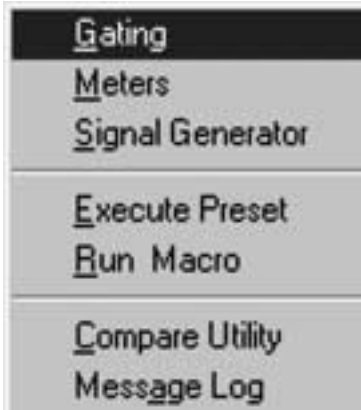 Gating
Meters
Signal Generator
Execute Preset
Run Macro
Compare Utility
Message Log